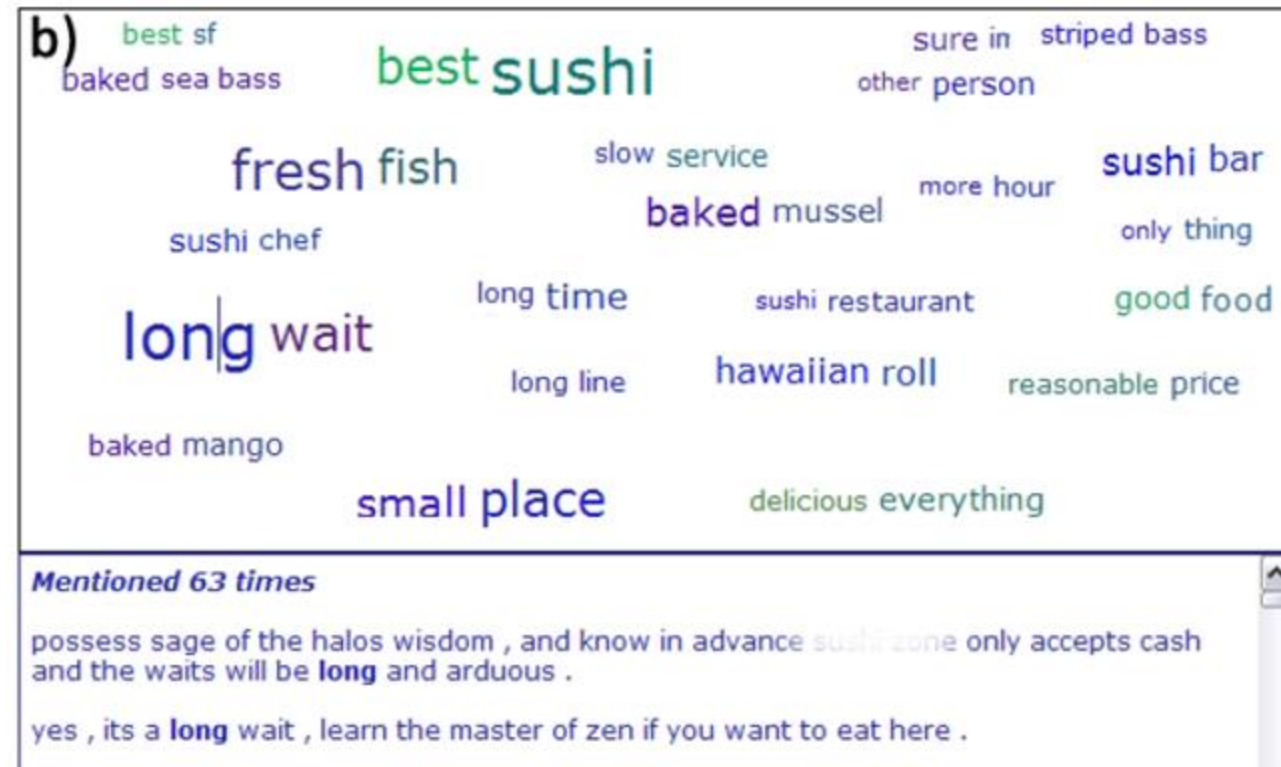 b)
best sf
baked sea bass
best sushi
sure in
striped bass
other person
fresh fish
slow service
sushi bar
more hour
baked mussel
sushi chef
only thing
long time
sushi restaurant
good food
long wait
long line
hawaiian roll
reasonable price
baked mango
small place
delicious everything
Mentioned 63 times
possess sage of the halos wisdom , and know in advance sushi zone only accepts cash
and the waits will be long and arduous .
yes , its a long wait , learn the master of zen if you want to eat here .